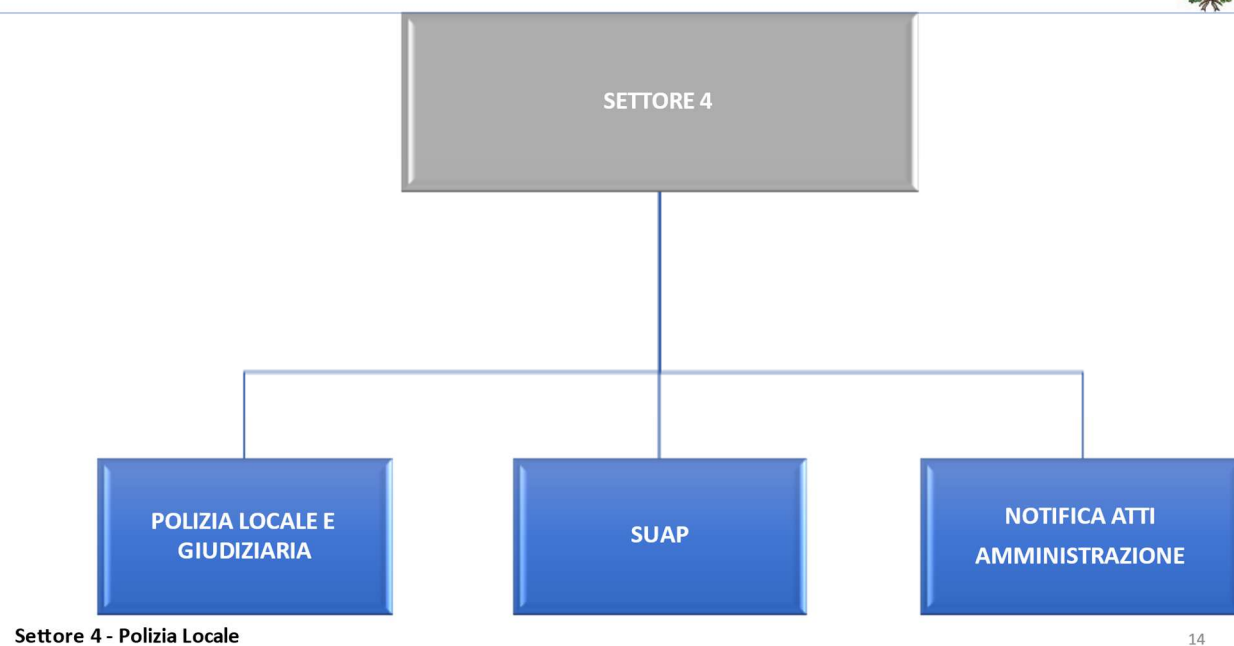 SETTORE 4
POLIZIA LOCALE E
GIUDIZIARIA
SUAP
NOTIFICA ATTI
AMMINISTRAZIONE
Settore 4 - Polizia Locale
14